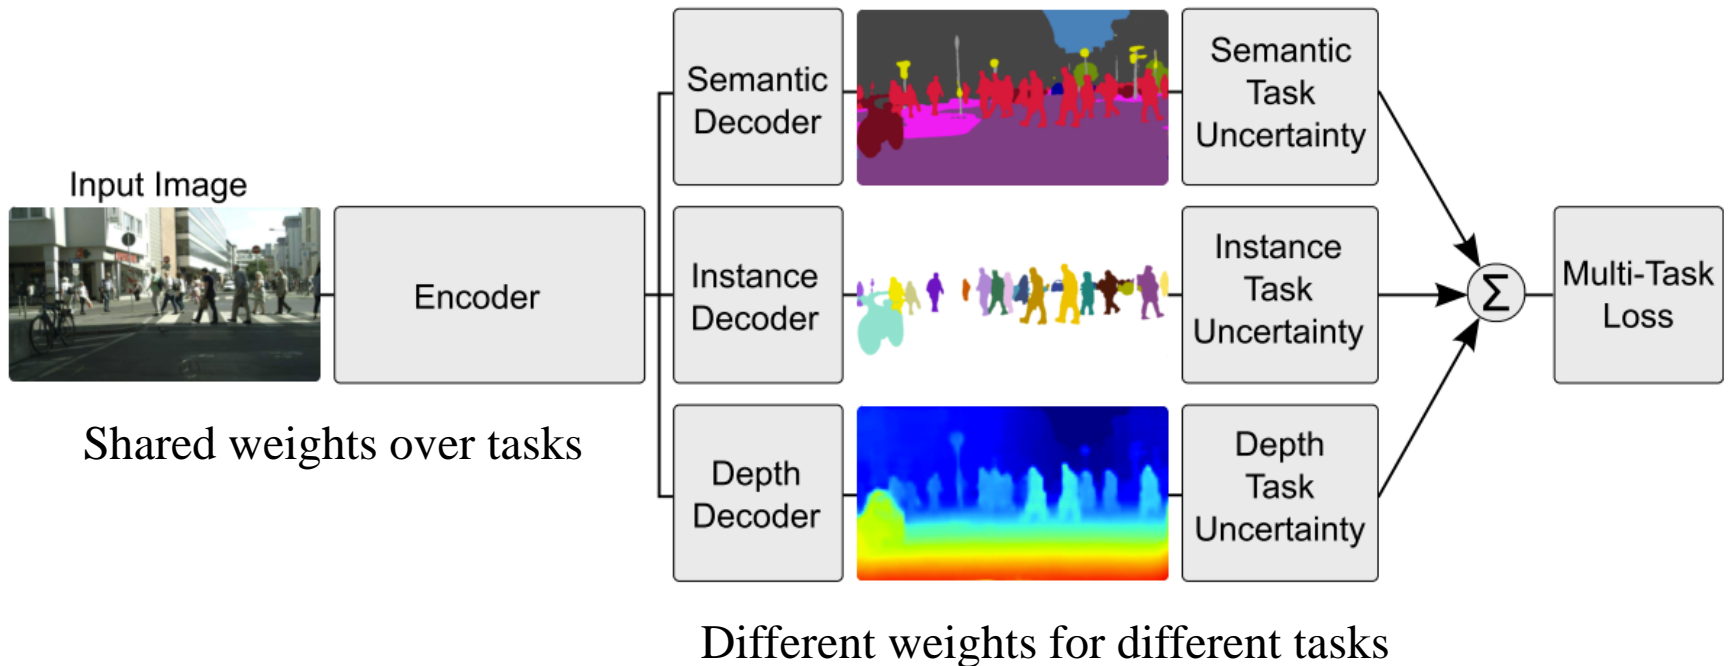 Input Image
Encoder
Shared weights over tasks
Semantic
Decoder
Instance
Decoder
Depth
Decoder
Semantic
Task
Uncertainty
Instance
Task
Uncertainty
Depth
Task
Uncertainty
Σ
Multi-Task
Loss
Different weights for different tasks